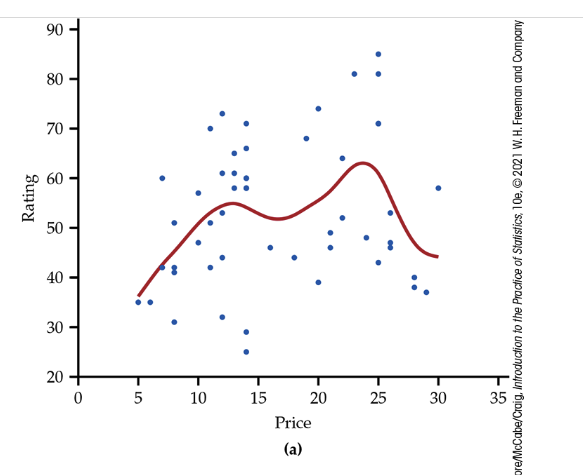 90
80
70
60
50
40
30
20
Rating
0 5 10 15 20 25 30 35
Price
(a)
re/McCabe/Craig, Introduction to the Practice of Statistics, 10e, © 2021 W. H. Freeman and Company